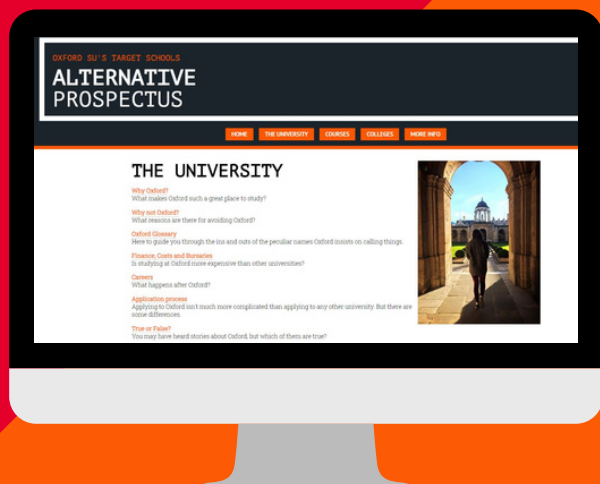 OXFORD SU'S TARGET SCHOOLS
ALTERNATIVE
PROSPECTUS
HOME THE UNIVERSITY COURSES COLLEGES MORE INFO
THE UNIVERSITY
Why Oxford?
What makes Oxford such a great place to study?
Why not Oxford?
What reasons are there for avoiding Oxford?
Oxford Glossary
Here to guide you through the ins and outs of the peculiar names Oxford insists on calling things.
Finance, Costs and Bursaries
Is studying at Oxford more expensive than other universities?
Careers
What happens after Oxford?
Application process
Applying to Oxford isn't much more complicated than applying to any other university. But there are
some differences.
True or False?
You may have heard stories about Oxford, but which of them are true?